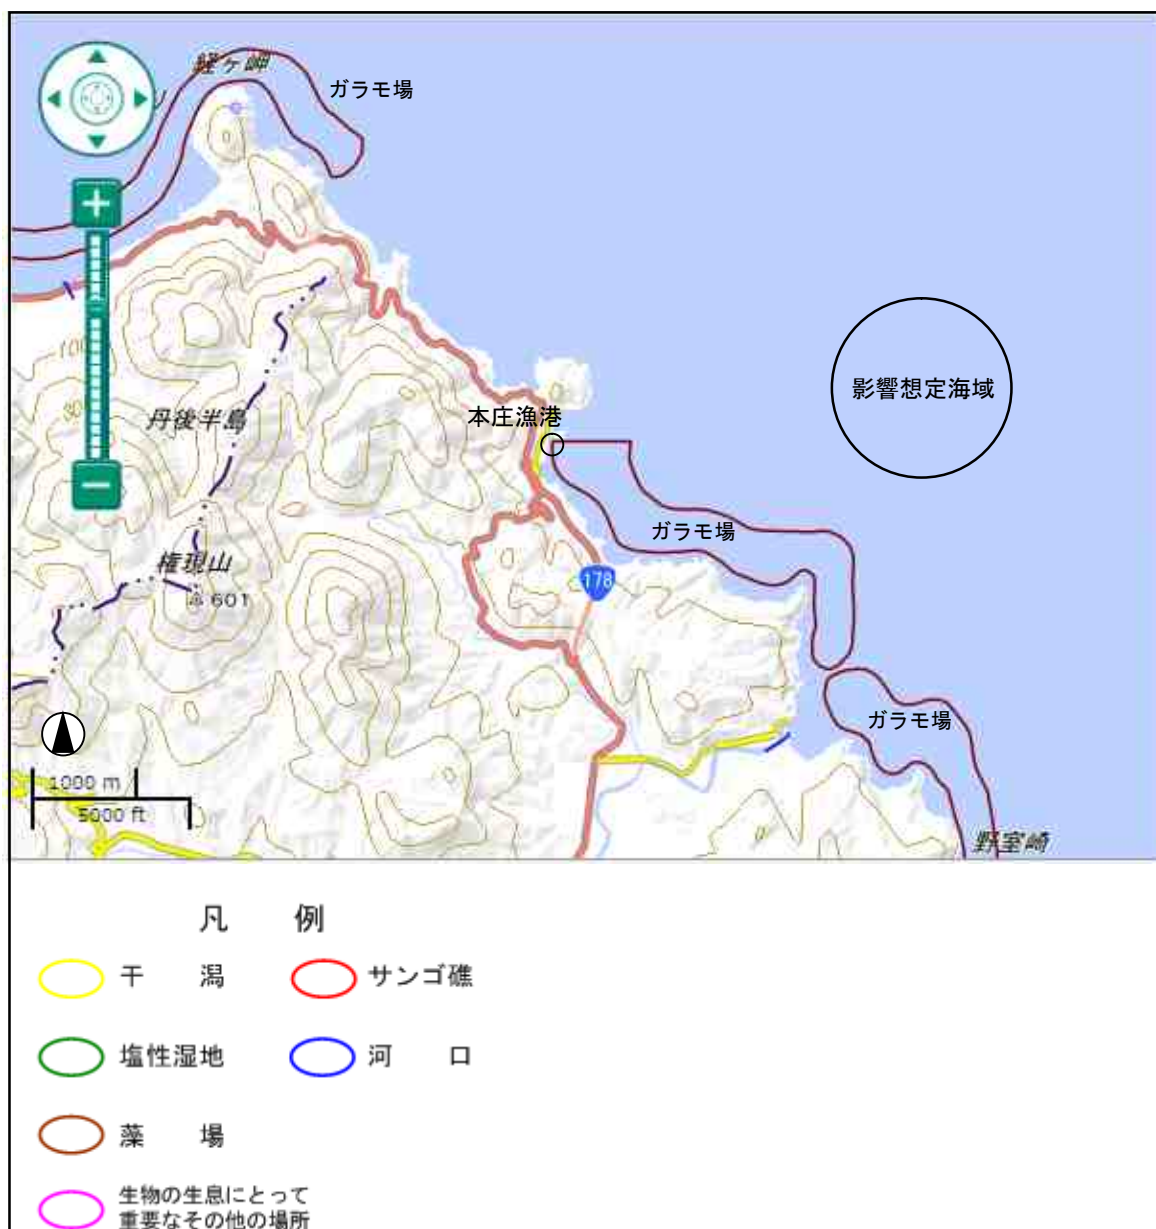 経ヶ岬
ガラモ場
影響想定海域
本庄漁港
丹後半島
ガラモ場
権現山
178
601
ガラモ場
1000 m
5000 ft
野室崎
凡 例
干 潟
サンゴ礁
塩性湿地
河 口
藻 場
生物の生息にとって
重要なその他の場所